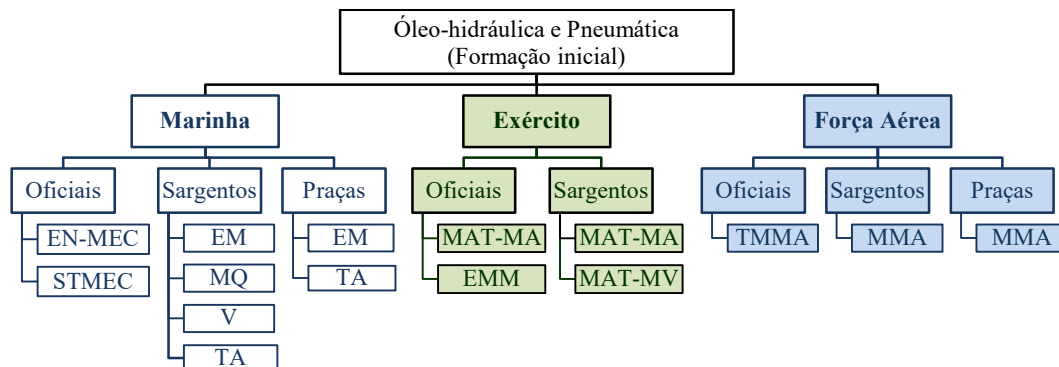 Óleo-hidráulica e Pneumática
(Formação inicial)
Marinha
Exército
Força Aérea
Oficiais
Sargentos
Praças
Oficiais
Sargentos
Oficiais
Sargentos
Praças
EN-MEC
EM
EM
MAT-MA
MAT-MA
TMMA
MMA
MMA
STMEC
MQ
TA
EMM
MAT-MV
V
TA